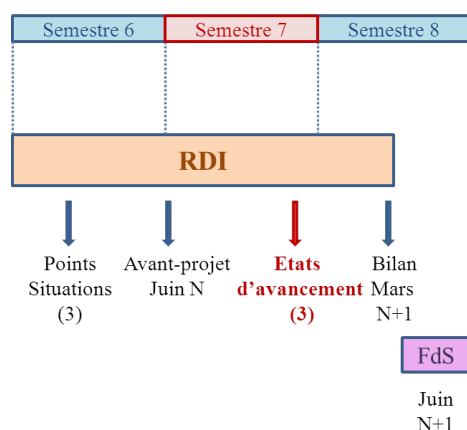 Semestre 6 Semestre 7 Semestre 8
RDI
Points Avant-projet Etats Bilan
Situations Juin N d’avancement Mars
(3) (3) N+1
FdS
Juin
N+1